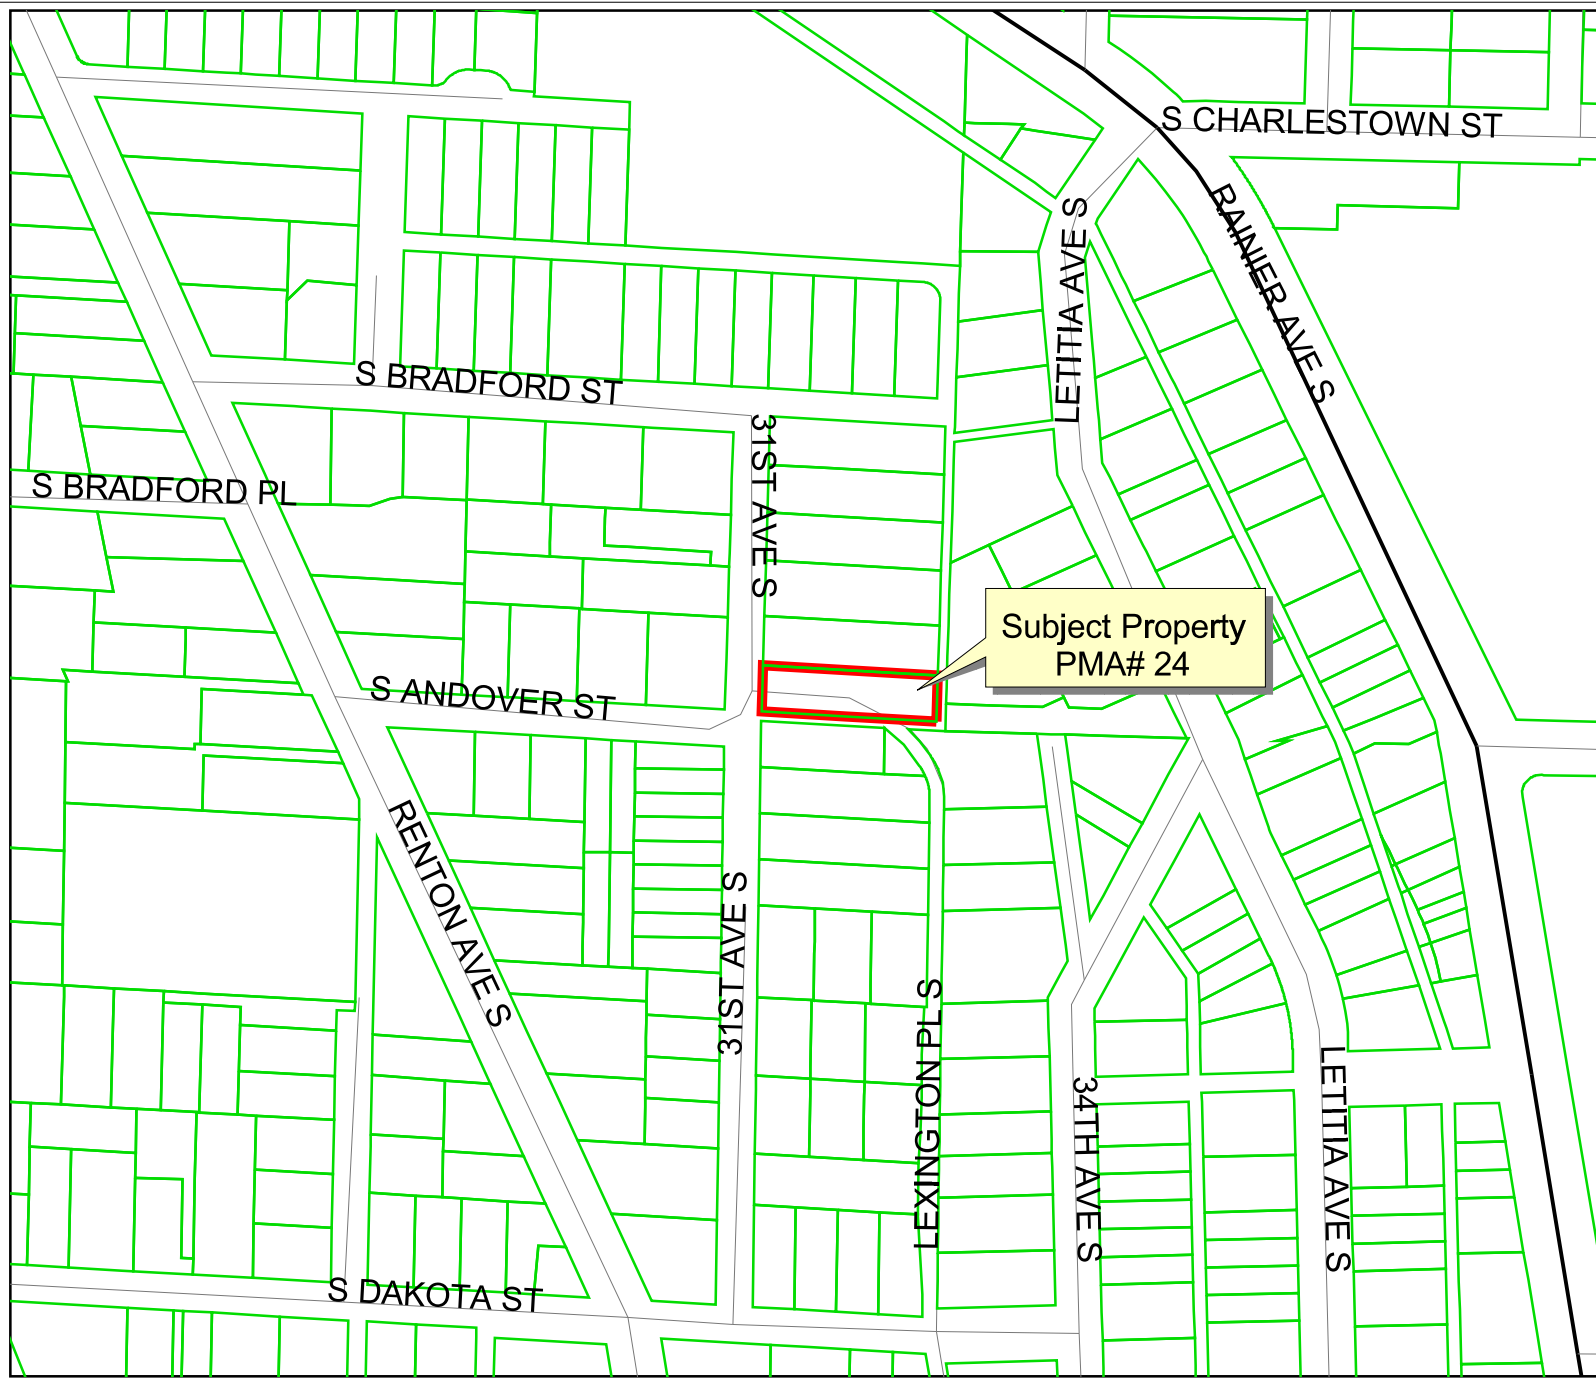 S CHARLESTOWN ST
RAINIER AVE S
LETITIA AVE S
S BRADFORD ST
31ST AVE S
S BRADFORD PL
Subject Property
PMA# 24
S ANDOVER ST
RENTON AVE S
31ST AVE S
LEXINGTON PL S
34TH AVE S
LETITIA AVE S
S DAKOTA ST